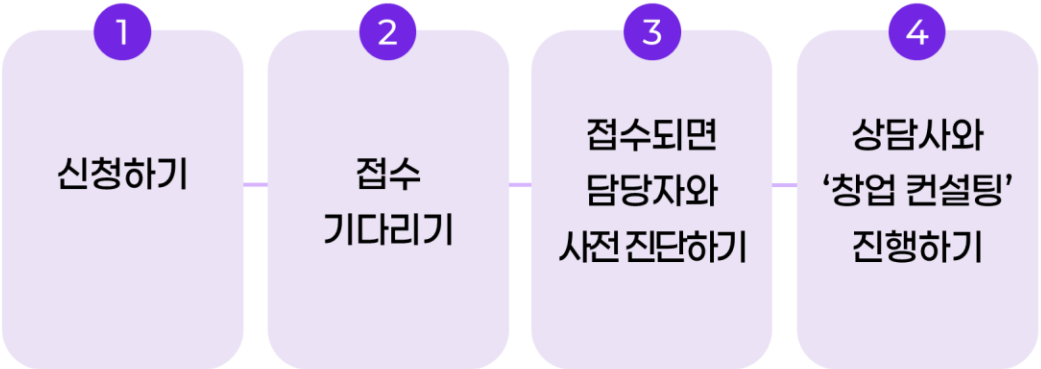 1
신청하기
2
접수
기다리기
3
접수되면
담당자와
사전 진단하기
4
상담사와
‘창업 컨설팅’
진행하기